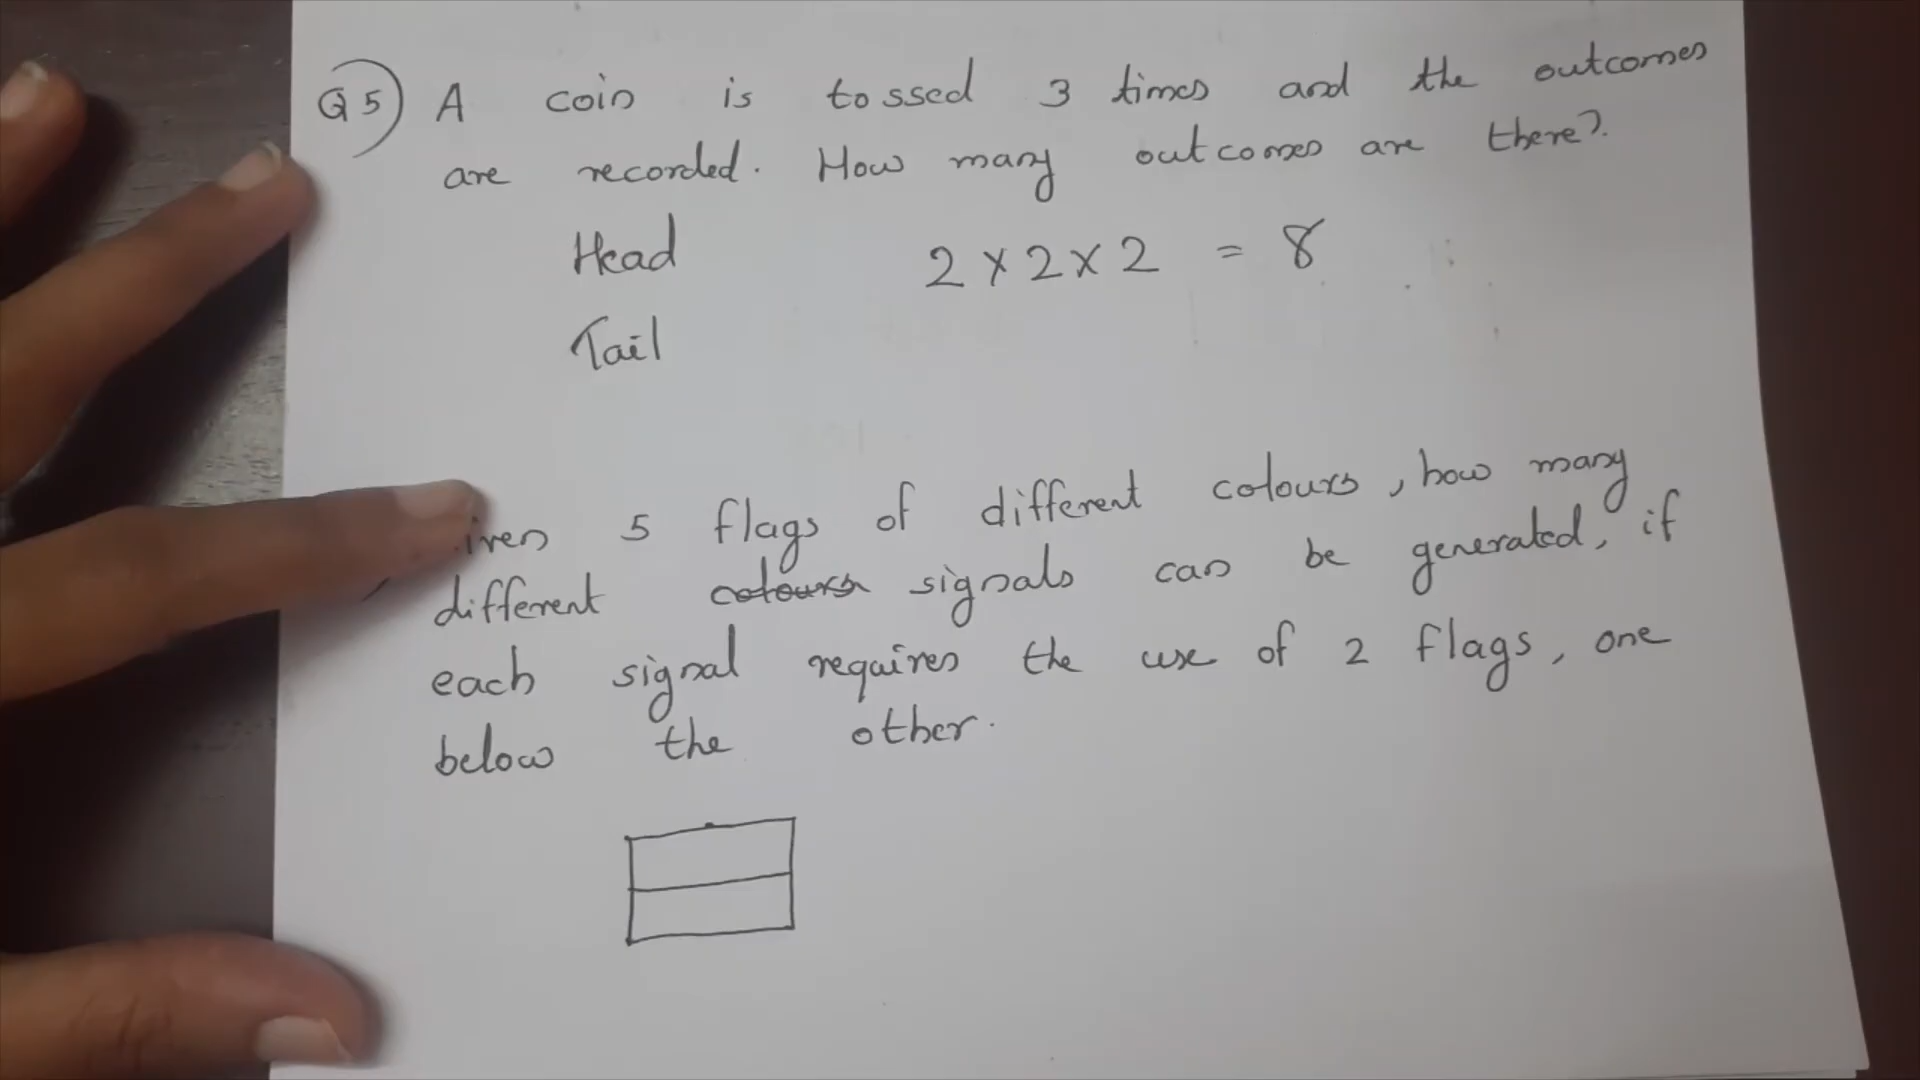 Q5) A coin is tossed 3 times and the outcomes
are recorded. How many outcomes are there?
Head 2 x 2 x 2 = 8
Tail
5 flags of different colours, how many
different colours signals can be generated, if
each signal requires the use of 2 flags, one
below the other.